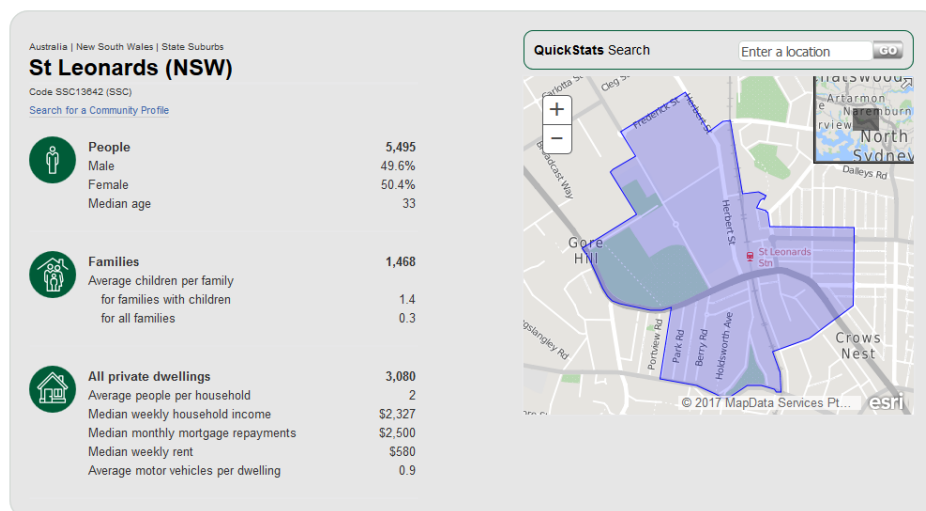 Australia | New South Wales | State Suburbs
St Leonards (NSW)
Code SSC13642 (SSC)
Search for a Community Profile
People 5,495
Male 49.6%
Female 50.4%
Median age 33
Families 1,468
Average children per family
for families with children 1.4
for all families 0.3
All private dwellings 3,080
Average people per household 2
Median weekly household income $2,327
Median monthly mortgage repayments $2,500
Median weekly rent $580
Average motor vehicles per dwelling 0.9
QuickStats Search
Enter a location
GO
+
−
Carlotta St
Cleg St
Frederick St
Herbert St
Broadcast Way
Artarmon
Naremburn
North
Sydney
Dalleys Rd
Gore
Hill
Herbert St
St Leonards
Stn
Portview Rd
Park Rd
Berry Rd
Holdsworth Ave
Crows
Nest
© 2017 MapData Services Pt...
esri